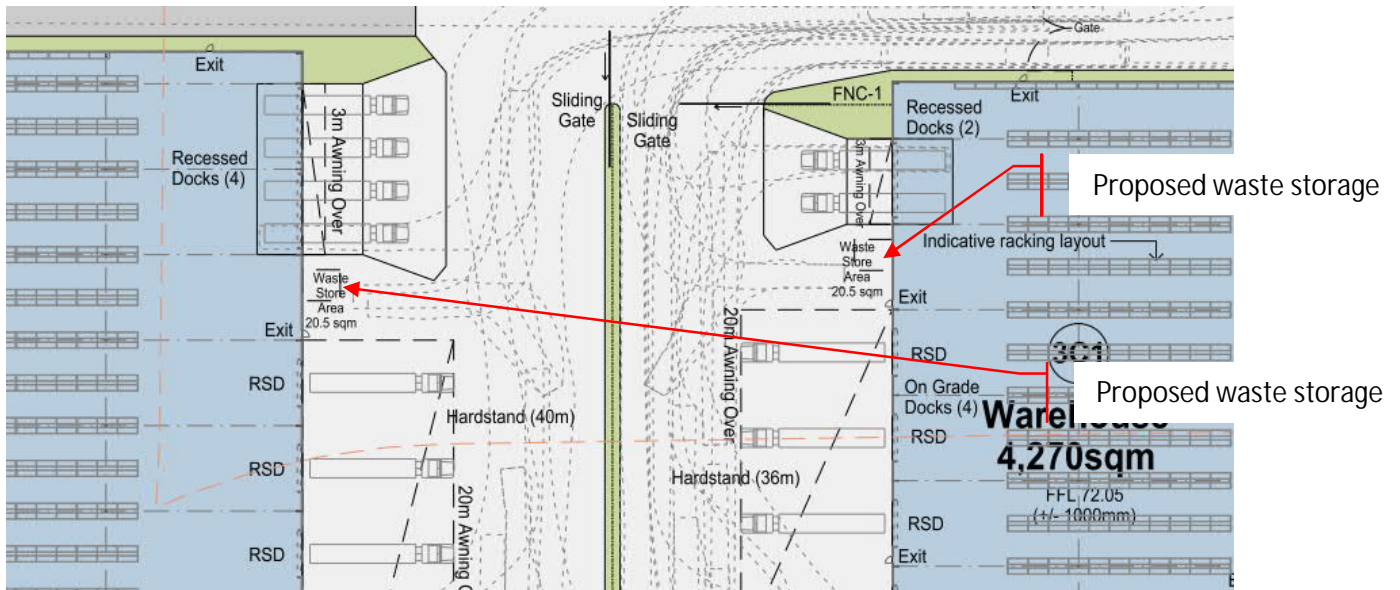 Gate
Exit
Sliding
Gate
Sliding
Gate
FNC-1
Exit
Recessed
Docks (2)
3m Awning Over
3m Awning Over
Recessed
Docks (4)
Proposed waste storage
Indicative racking layout
Waste
Store
Area
20.5 sqm
Waste
Store
Area
20.5 sqm
Exit
Exit
20m Awning Over
RSD
3C1
RSD
On Grade
Docks (4)
Proposed waste storage
Hardstand (40m)
Warehouse
4,270sqm
RSD
RSD
Hardstand (36m)
FFL 72.05
(+/- 1000mm)
20m Awning O
RSD
RSD
Exit
E